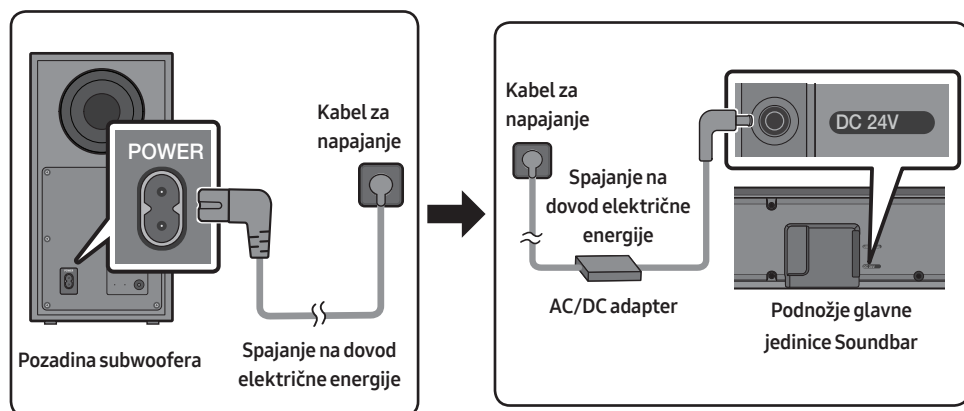 POWER
Kabel za
napajanje
Pozadina subwoofera
Spajanje na dovod
električne energije
Kabel za
napajanje
Spajanje na
dovod električne
energije
AC/DC adapter
DC 24V
Podnožje glavne
jedinice Soundbar